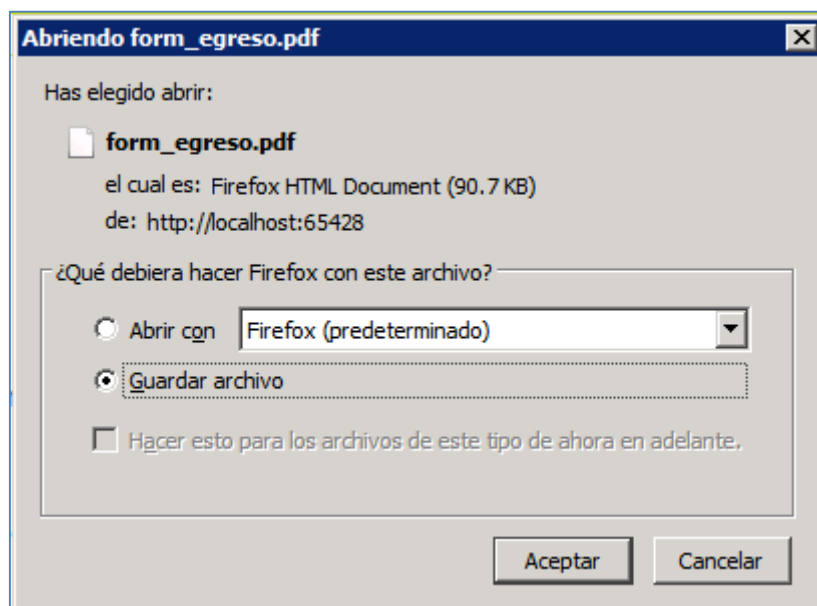 Abriendo form_egreso.pdf
Has elegido abrir:
form_egreso.pdf
el cual es: Firefox HTML Document (90.7 KB)
de: http://localhost:65428
¿Qué debiera hacer Firefox con este archivo?
Abrir con Firefox (predeterminado)
Guardar archivo
Hacer esto para los archivos de este tipo de ahora en adelante.
Aceptar Cancelar